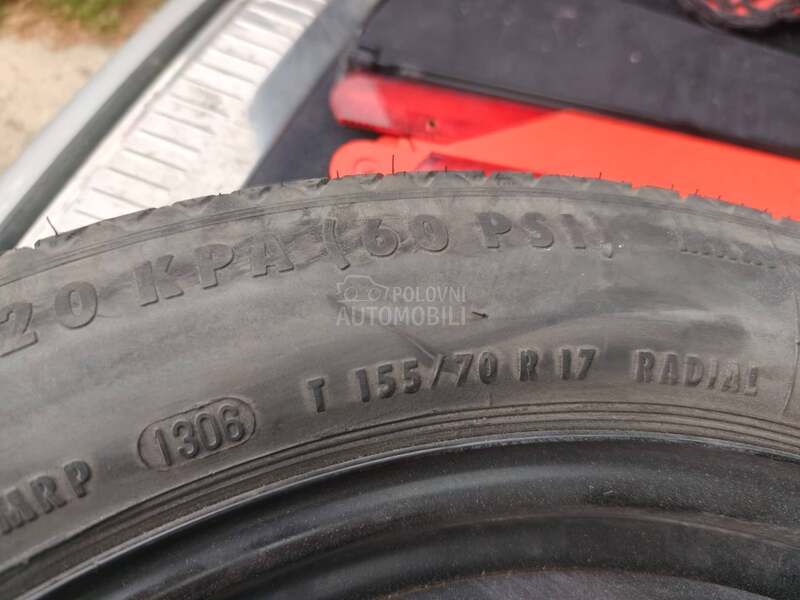 20 KPA (60 PSI)
POLOVNI
AUTOMOBILI
T 155/70 R 17 RADIAL
1306
MRP